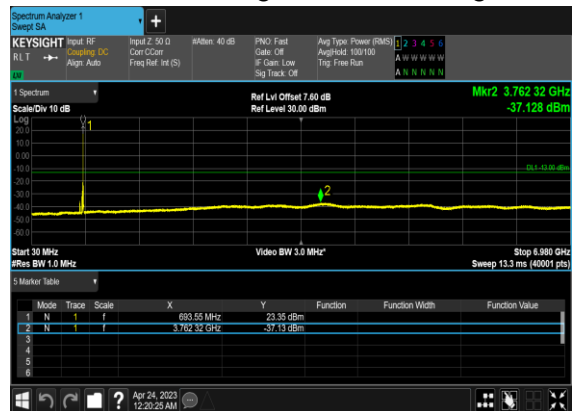 Spectrum Analyzer 1
Swept SA
+
KEYSIGHT Input: RF Input Z: 50 Ω #Atten: 40 dB PNO: Fast Avg Type: Power (RMS) 1 2 3 4 5 6
RLT Coupling: DC Corr CCorr Gate: Off Avg|Hold: 100/100 A W W W W W
Align: Auto Freq Ref: Int (S) IF Gain: Low Trig: Free Run
LXI Sig Track: Off A N N N N N
1 Spectrum Ref Lvl Offset 7.60 dB Mkr2 3.762 32 GHz
Scale/Div 10 dB Ref Level 30.00 dBm -37.128 dBm
Log
1
20.0
10.0
0.00
-10.0
DL1 -13.00 dBm
-20.0
-30.0
2
-40.0
-50.0
-60.0
Start 30 MHz Video BW 3.0 MHz* Stop 6.980 GHz
#Res BW 1.0 MHz Sweep 13.3 ms (40001 pts)
5 Marker Table
Mode Trace Scale X Y Function Function Width Function Value
1 N 1 f 693.55 MHz 23.35 dBm
2 N 1 f 3.762 32 GHz -37.13 dBm
3
4
5
6
? Apr 24, 2023
12:20:25 AM